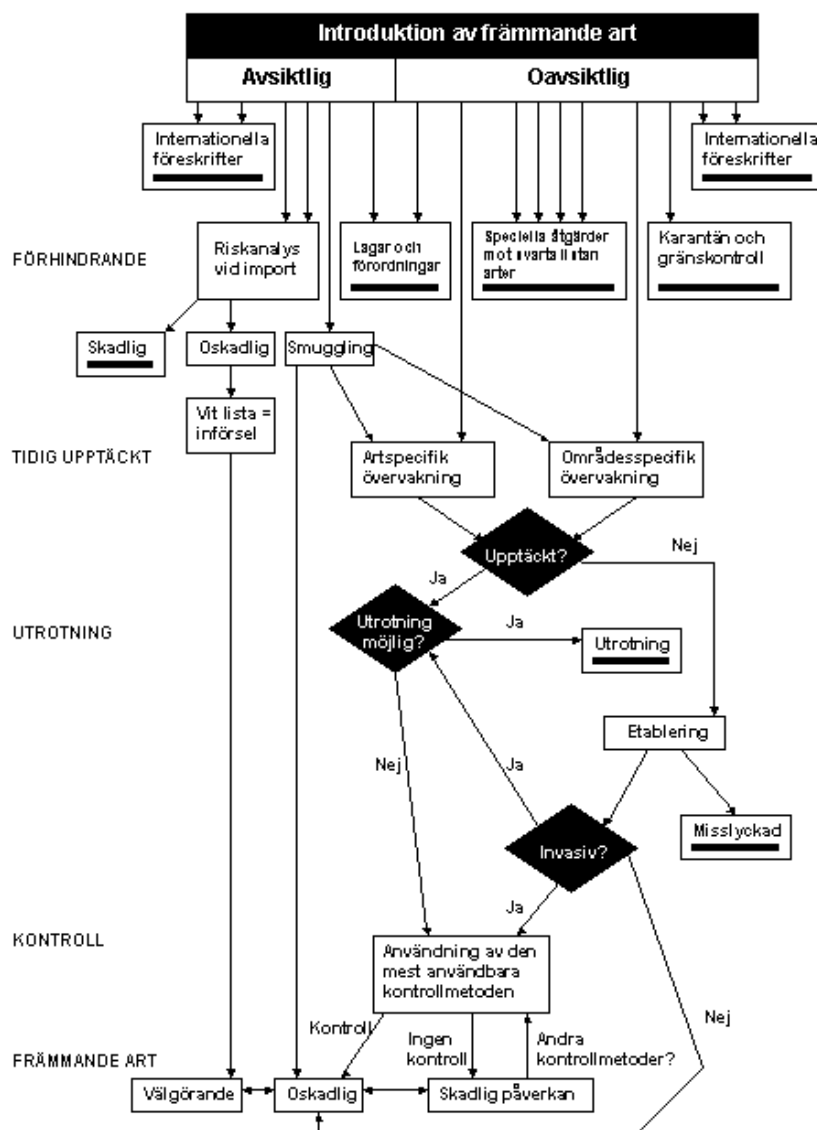 Introduktion av främmande art
Avsiktlig
Oavsiktlig
Internationella
föreskrifter
Internationella
föreskrifter
FÖRHINDRANDE
Riskanalys
vid import
Lagar och
förordningar
Speciella åtgärder
mot svarta listan
arter
Karantän och
gränskontroll
Skadlig
Oskadlig
Smuggling
Vit lista =
införsel
TIDIG UPPTÄCKT
Artspecifik
övervakning
Områdesspecifik
övervakning
Upptäckt?
Nej
Ja
UTROTNING
Utrotning
möjlig?
Ja
Utrotning
Etablering
Nej
Ja
Misslyckad
Invasiv?
Ja
KONTROLL
Användning av den
mest användbara
kontrollmetoden
Nej
Kontroll
Ingen
kontroll
Andra
kontrollmetoder?
FRÄMMANDE ART
Välgörande
Oskadlig
Skadlig påverkan